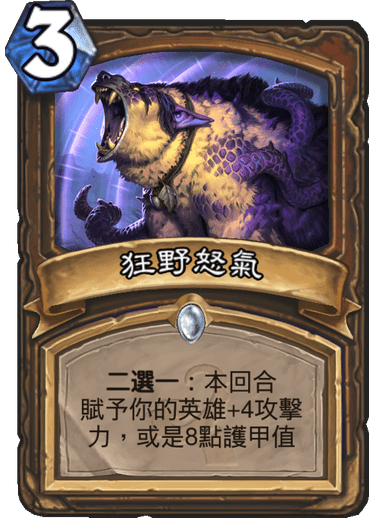 3
狂野怒氣
二選一：本回合
賦予你的英雄+4攻擊
力，或是8點護甲值